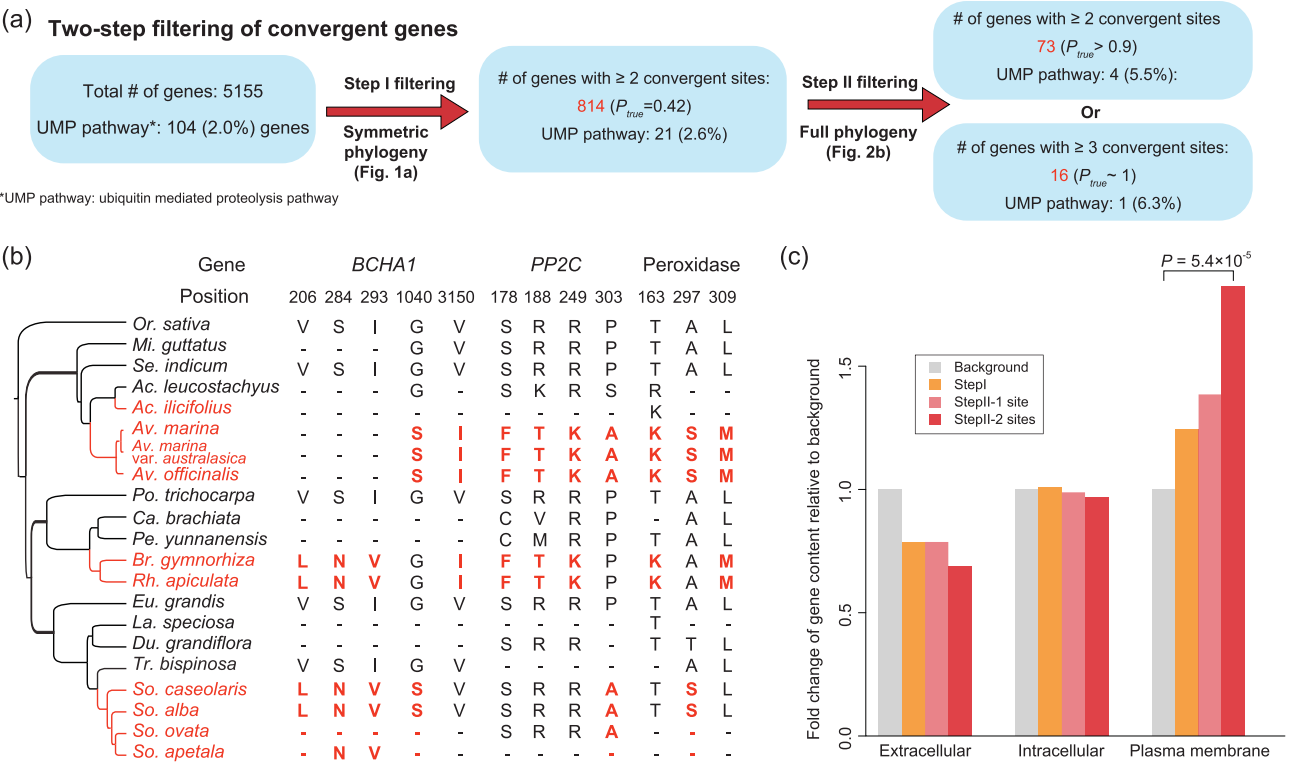 (a)
Two-step filtering of convergent genes
Total # of genes: 5155
UMP pathway*: 104 (2.0%) genes
Step I filtering
Symmetric
phylogeny
(Fig. 1a)
# of genes with ≥ 2 convergent sites:
814 (Ptrue=0.42)
UMP pathway: 21 (2.6%)
Step II filtering
Full phylogeny
(Fig. 2b)
# of genes with ≥ 2 convergent sites
73 (Ptrue> 0.9)
UMP pathway: 4 (5.5%):
Or
# of genes with ≥ 3 convergent sites:
16 (Ptrue~ 1)
UMP pathway: 1 (6.3%)
*UMP pathway: ubiquitin mediated proteolysis pathway
(b)
Gene BCHA1 PP2C Peroxidase
Position 206 284 293 1040 3150 178 188 249 303 163 297 309
Or. sativa V S I G V S R R P T A L
Mi. guttatus - - - G V S R R P T A L
Se. indicum V S I G V S R R P T A L
Ac. leucostachyus - - - G - S K R S R - -
Ac. ilicifolius - - - - - - - - - K - -
Av. marina - - - S I F T K A K S M
Av. marina
var. australasica - - - S I F T K A K S M
Av. officinalis - - - S I F T K A K S M
Po. trichocarpa V S I G V S R R P T A L
Ca. brachiata - - - - - C V R P - A L
Pe. yunnanensis - - - - - C M R P T A L
Br. gymnorhiza L N V G I F T K P K A M
Rh. apiculata L N V G I F T K P K A M
Eu. grandis V S I G V S R R P T A L
La. speciosa - - - - - - - - - T - -
Du. grandiflora - - - - - S R R - T T L
Tr. bispinosa V S I G V - - - - - A L
So. caseolaris L N V S V S R R A T S L
So. alba L N V S V S R R A T S L
So. ovata - - - - - S R R A - - -
So. apetala - N V - - - - - - - - -
(c)
P = 5.4×10-5
Fold change of gene content relative to background
1.5
1.0
0.5
0.0
Background
StepI
StepII-1 site
StepII-2 sites
Extracellular Intracellular Plasma membrane